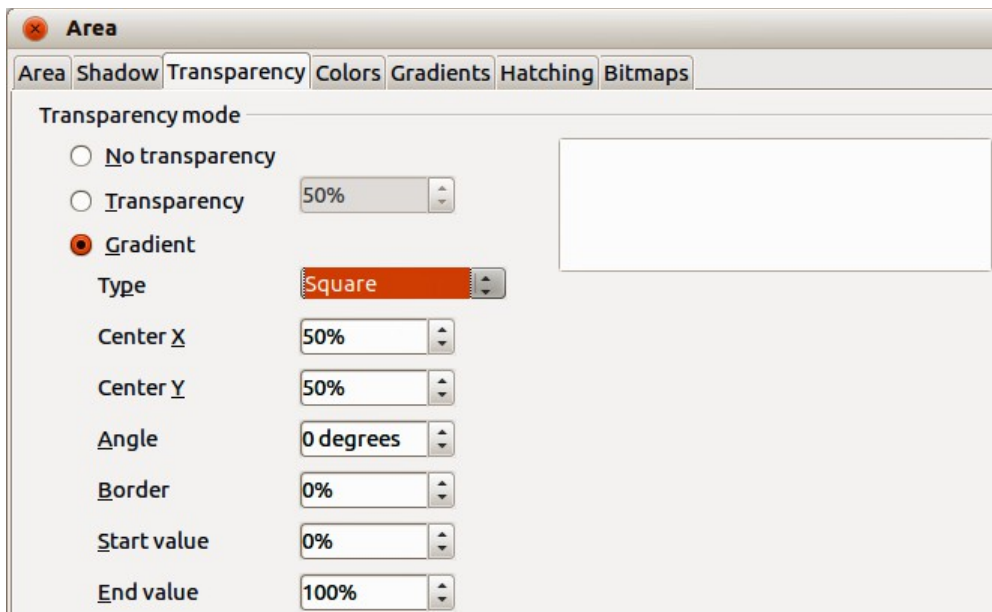 Area
Area Shadow Transparency Colors Gradients Hatching Bitmaps
Transparency mode
No transparency
Transparency 50%
Gradient
Type Square
Center X 50%
Center Y 50%
Angle 0 degrees
Border 0%
Start value 0%
End value 100%